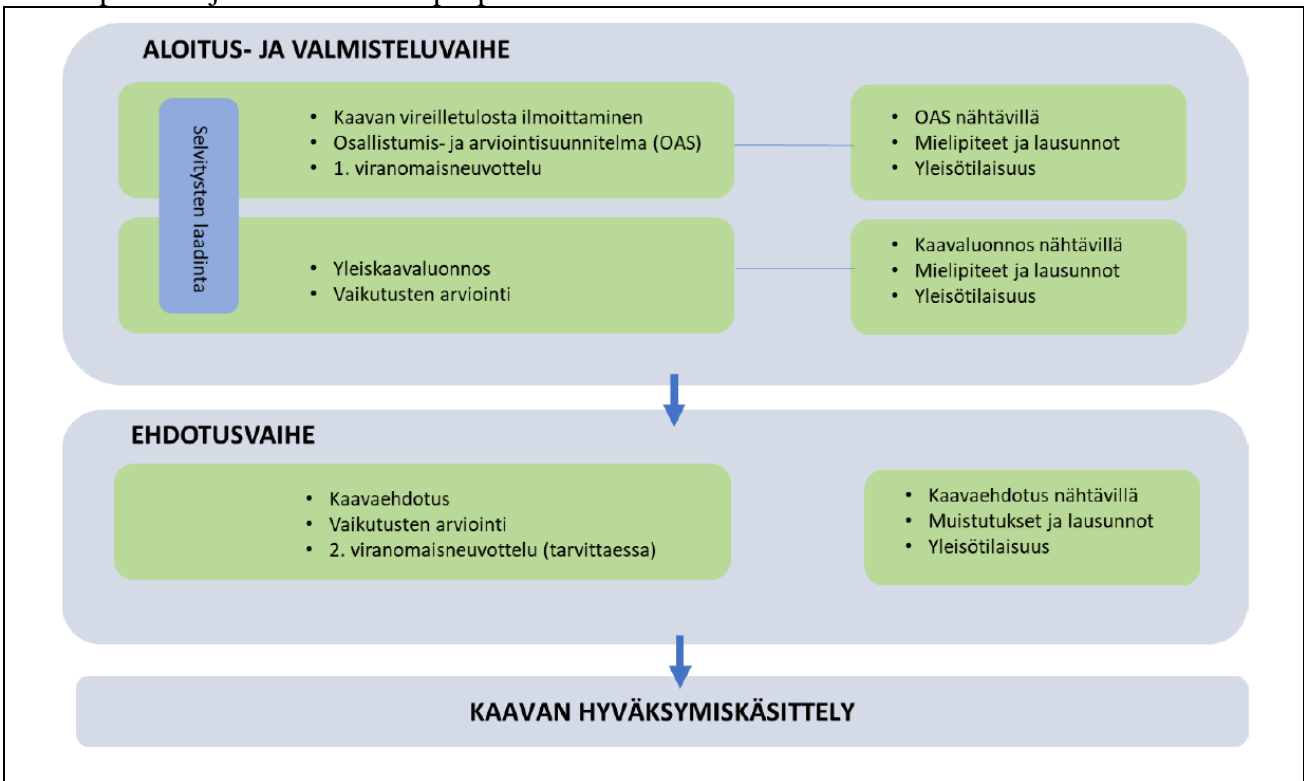 ALOITUS- JA VALMISTELUVAIHE
Selvitysten laadinta
• Kaavan vireilletulosta ilmoittaminen
• Osallistumis- ja arviointisuunnitelma (OAS)
• 1. viranomaisneuvottelu
• OAS nähtävillä
• Mielipiteet ja lausunnot
• Yleisötilaisuus
• Yleiskaavaluonnos
• Vaikutusten arviointi
• Kaavaluonnos nähtävillä
• Mielipiteet ja lausunnot
• Yleisötilaisuus
EHDOTUSVAIHE
• Kaavaehdotus
• Vaikutusten arviointi
• 2. viranomaisneuvottelu (tarvittaessa)
• Kaavaehdotus nähtävillä
• Muistutukset ja lausunnot
• Yleisötilaisuus
KAAVAN HYVÄKSYMISKÄSITTELY